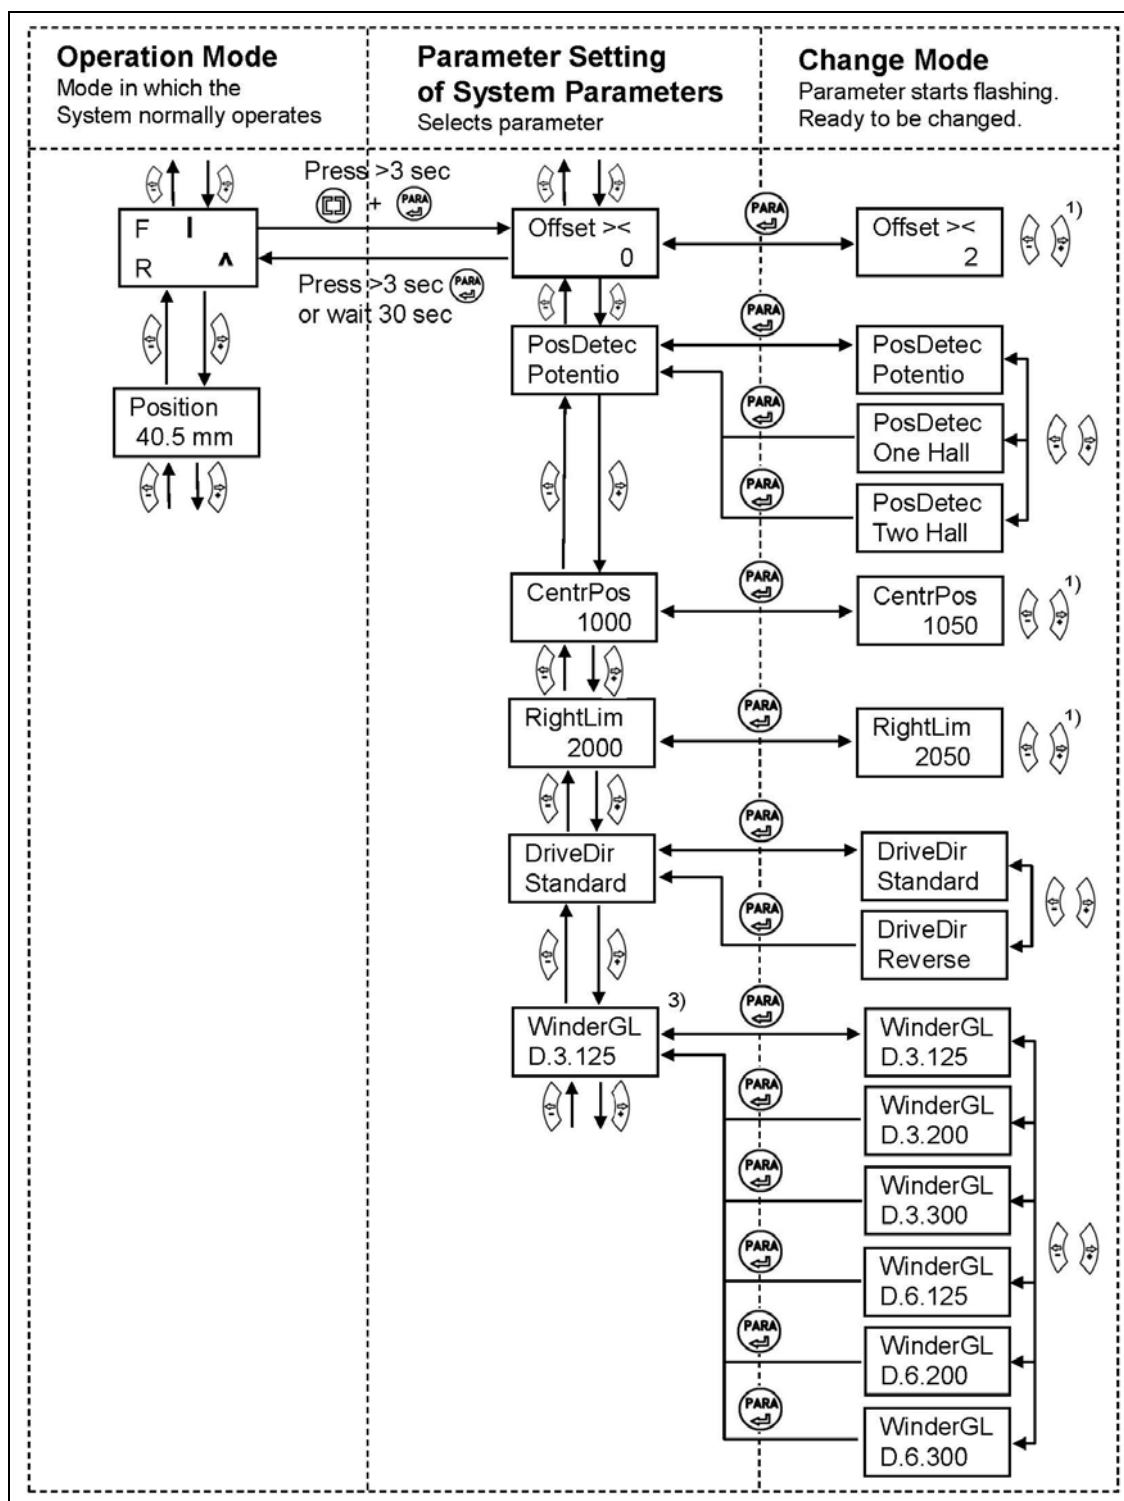 Operation Mode
Mode in which the
System normally operates
Parameter Setting
of System Parameters
Selects parameter
Change Mode
Parameter starts flashing.
Ready to be changed.
Press >3 sec
+ PARA
F I
R ʌ
Press >3 sec PARA
or wait 30 sec
Position
40.5 mm
Offset ><
0
PARA
Offset ><
2
1)
PosDetec
Potentio
PARA
PosDetec
Potentio
PARA
PosDetec
One Hall
PARA
PosDetec
Two Hall
CentrPos
1000
PARA
CentrPos
1050
1)
RightLim
2000
PARA
RightLim
2050
1)
DriveDir
Standard
PARA
DriveDir
Standard
PARA
DriveDir
Reverse
WinderGL
D.3.125
3)
PARA
WinderGL
D.3.125
PARA
WinderGL
D.3.200
PARA
WinderGL
D.3.300
PARA
WinderGL
D.6.125
PARA
WinderGL
D.6.200
PARA
WinderGL
D.6.300